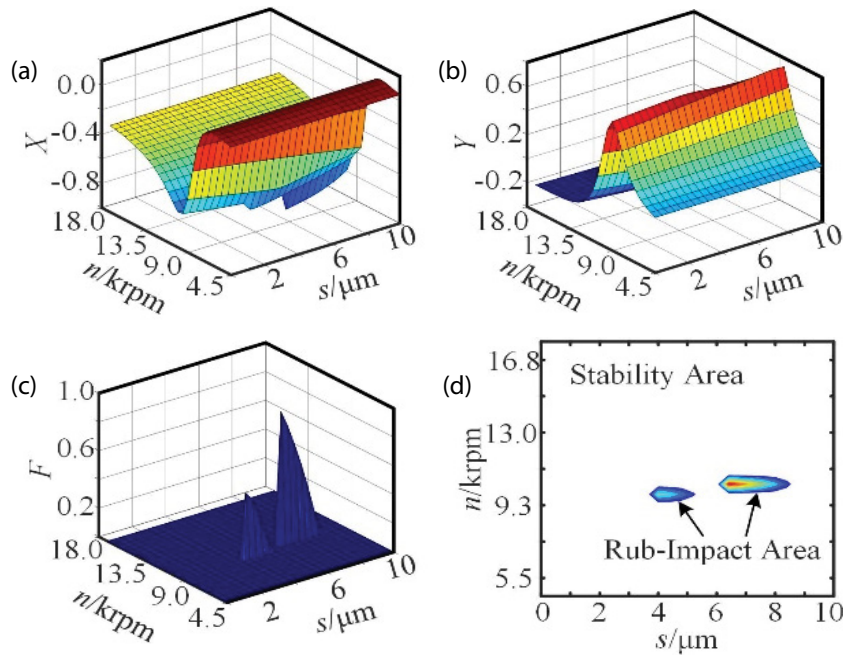 (a)
X
0.0
-0.4
-0.8
18.0
13.5
9.0
4.5
n/krpm
2
6
10
s/μm
(b)
Y
0.6
0.2
-0.2
18.0
13.5
9.0
4.5
n/krpm
2
6
10
s/μm
(c)
F
1.0
0.6
0.2
18.0
13.5
9.0
4.5
n/krpm
2
6
10
s/μm
(d)
n/krpm
16.8
13.0
9.3
5.5
Stability Area
Rub-Impact Area
0 2 4 6 8 10
s/μm